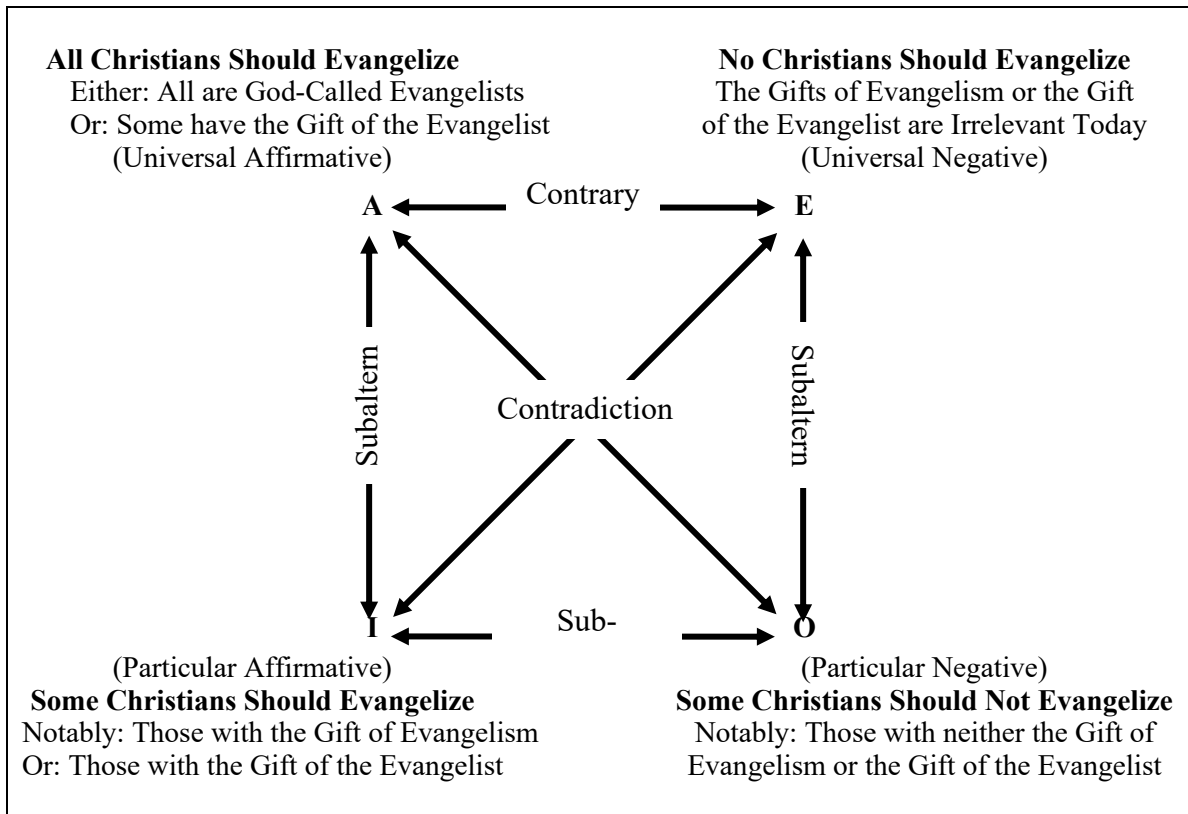 All Christians Should Evangelize
Either: All are God-Called Evangelists
Or: Some have the Gift of the Evangelist
(Universal Affirmative)
No Christians Should Evangelize
The Gifts of Evangelism or the Gift
of the Evangelist are Irrelevant Today
(Universal Negative)
A
Contrary
E
Subaltern
Contradiction
Subaltern
I
Sub-
O
(Particular Affirmative)
Some Christians Should Evangelize
Notably: Those with the Gift of Evangelism
Or: Those with the Gift of the Evangelist
(Particular Negative)
Some Christians Should Not Evangelize
Notably: Those with neither the Gift of
Evangelism or the Gift of the Evangelist